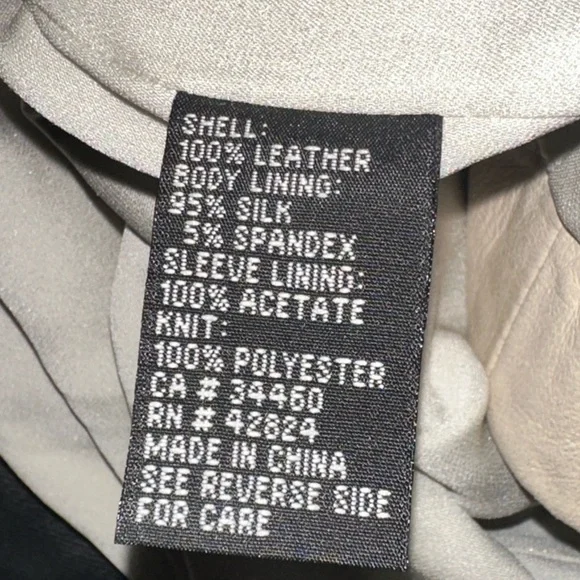 SHELL:
100% LEATHER
BODY LINING:
95% SILK
5% SPANDEX
SLEEVE LINING:
100% ACETATE
KNIT:
100% POLYESTER
CA # 34460
RN # 42824
MADE IN CHINA
SEE REVERSE SIDE
FOR CARE